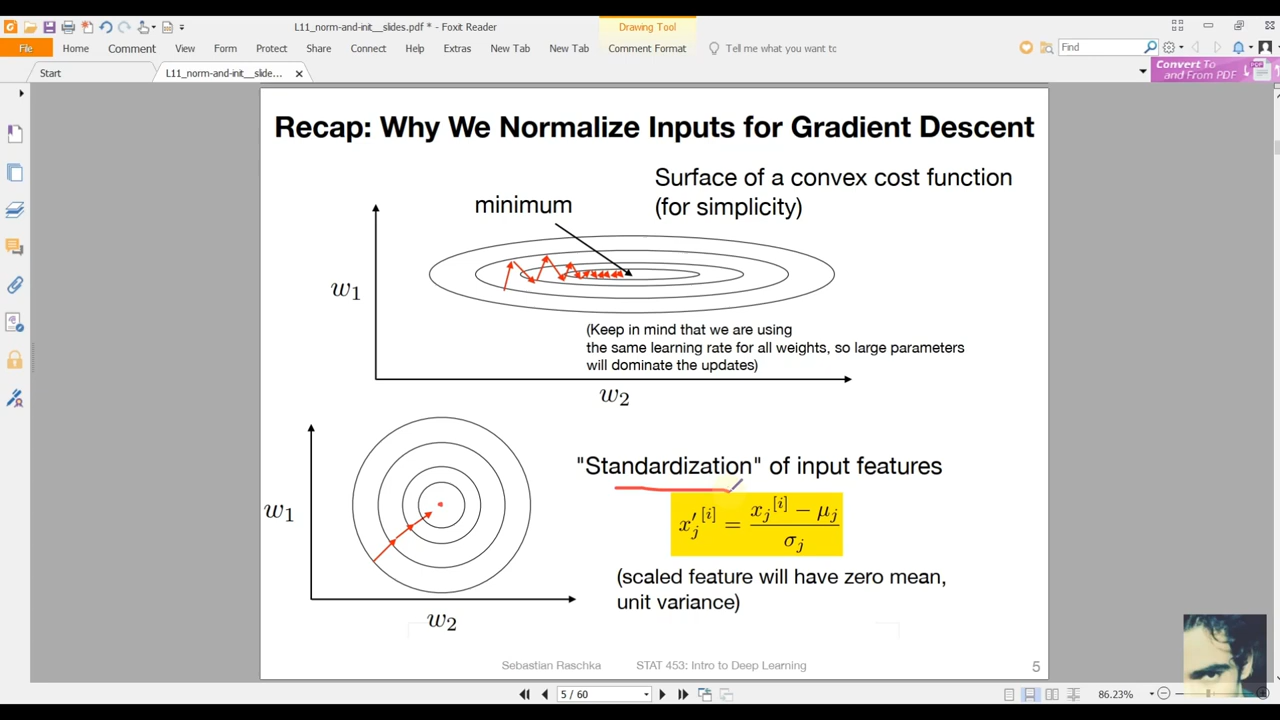 L11_norm-and-init__slides.pdf * - Foxit Reader
Drawing Tool
File Home Comment View Form Protect Share Connect Help Extras New Tab New Tab Comment Format Tell me what you want to Find
Start L11_norm-and-init__slide...
Convert To
and From PDF
Recap: Why We Normalize Inputs for Gradient Descent
Surface of a convex cost function
(for simplicity)
minimum
w₁
(Keep in mind that we are using
the same learning rate for all weights, so large parameters
will dominate the updates)
w₂
"Standardization" of input features
w₁
x'ⱼ^[i] = (xⱼ^[i] − μⱼ) / σⱼ
(scaled feature will have zero mean,
unit variance)
w₂
Sebastian Raschka STAT 453: Intro to Deep Learning 5
5 / 60
86.23%